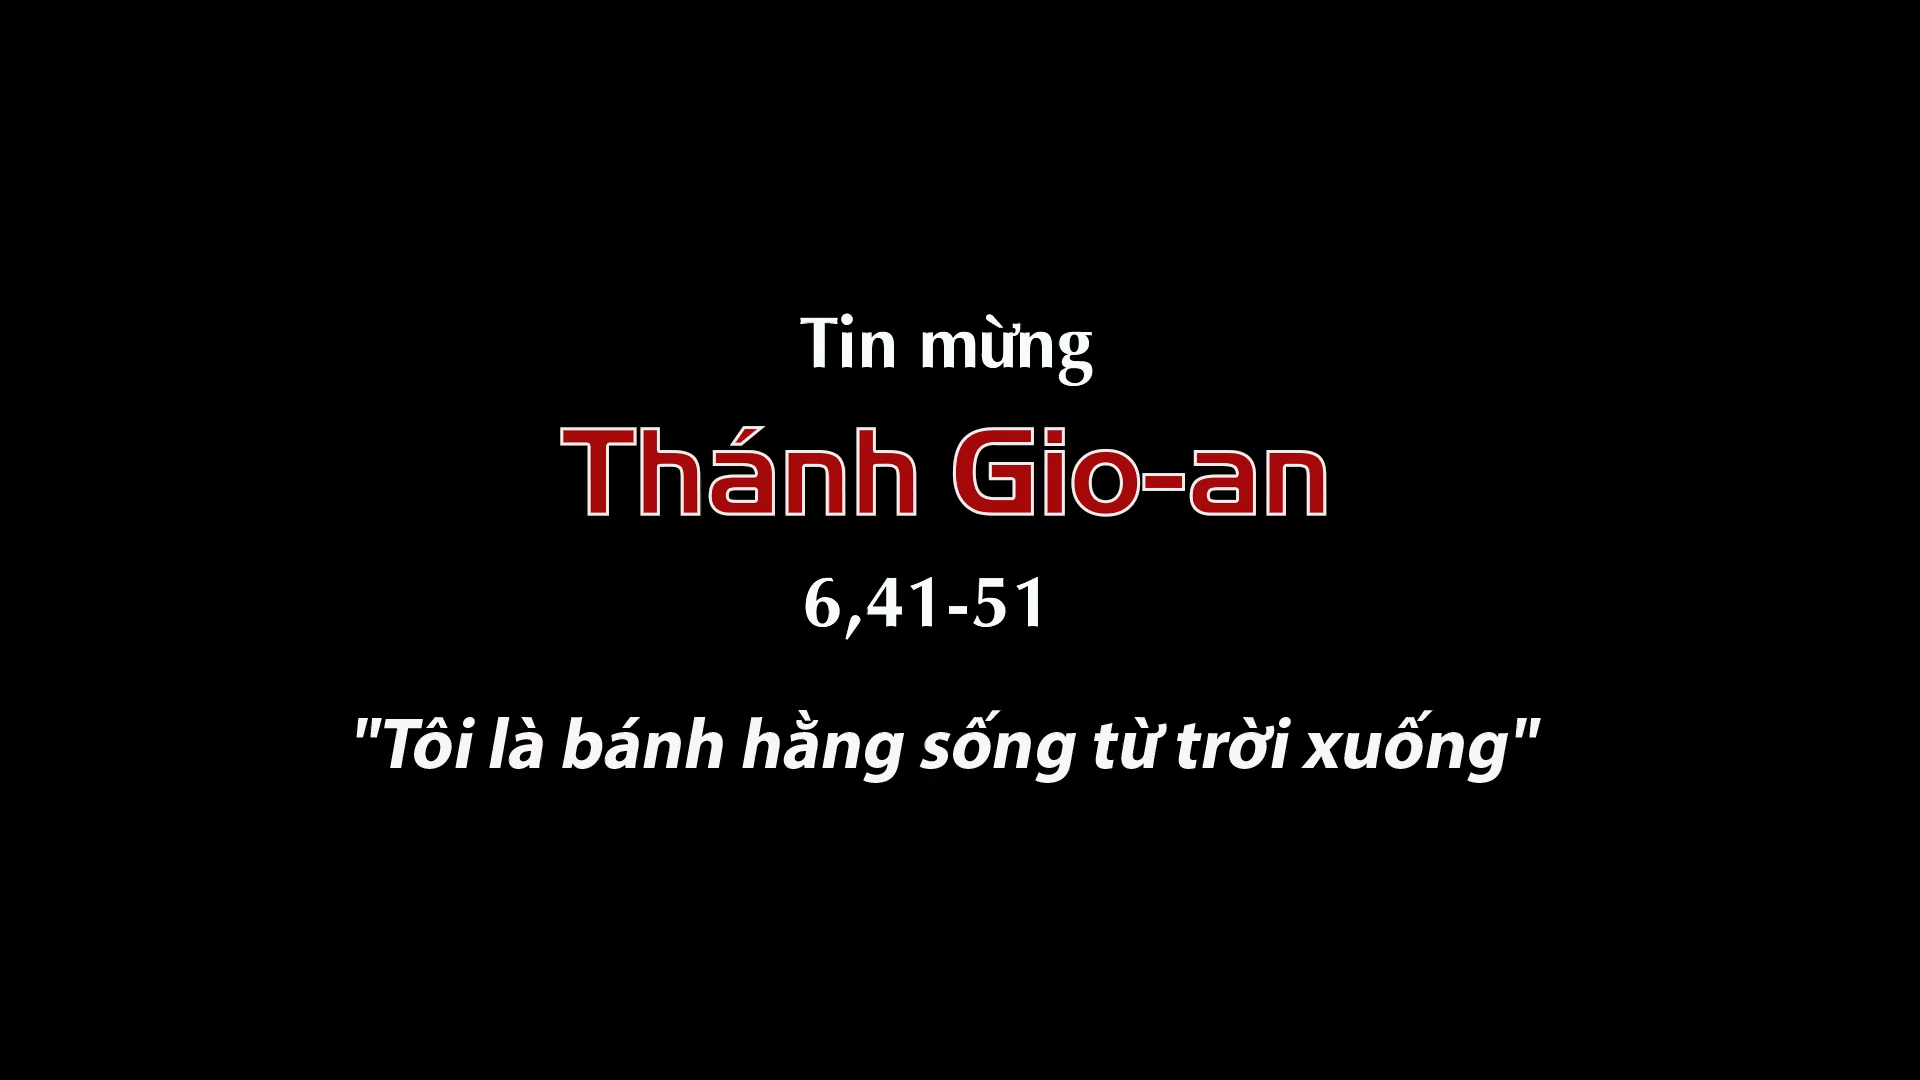 Tin mừng
Thánh Gio-an
6,41-51
"Tôi là bánh hằng sống từ trời xuống"